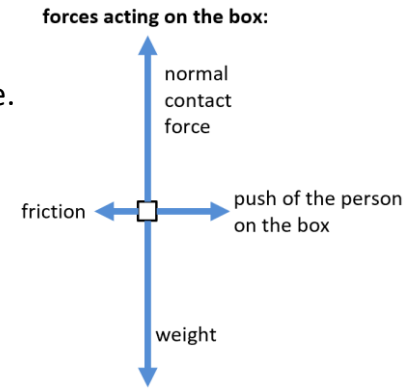 forces acting on the box:
normal
contact
force
e.
friction
push of the person
on the box
weight